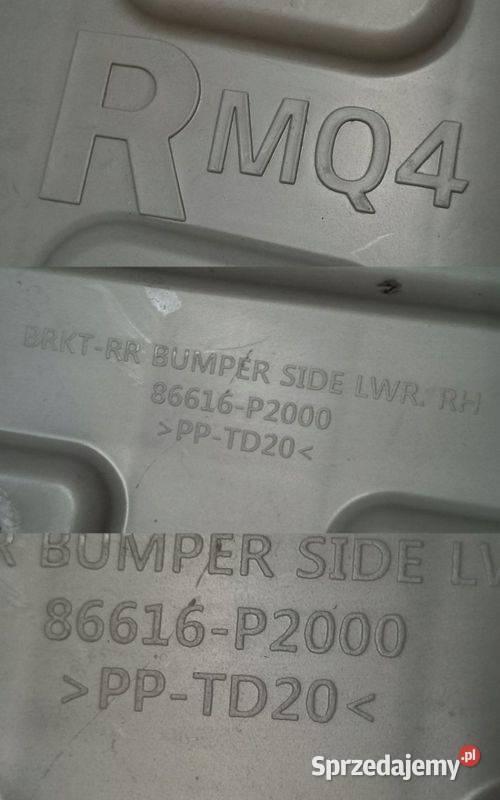 R MQ4
BRKT-RR BUMPER SIDE LWR. RH
86616-P2000
>PP-TD20<
R BUMPER SIDE LW
86616-P2000
>PP-TD20<
Sprzedajemy.pl